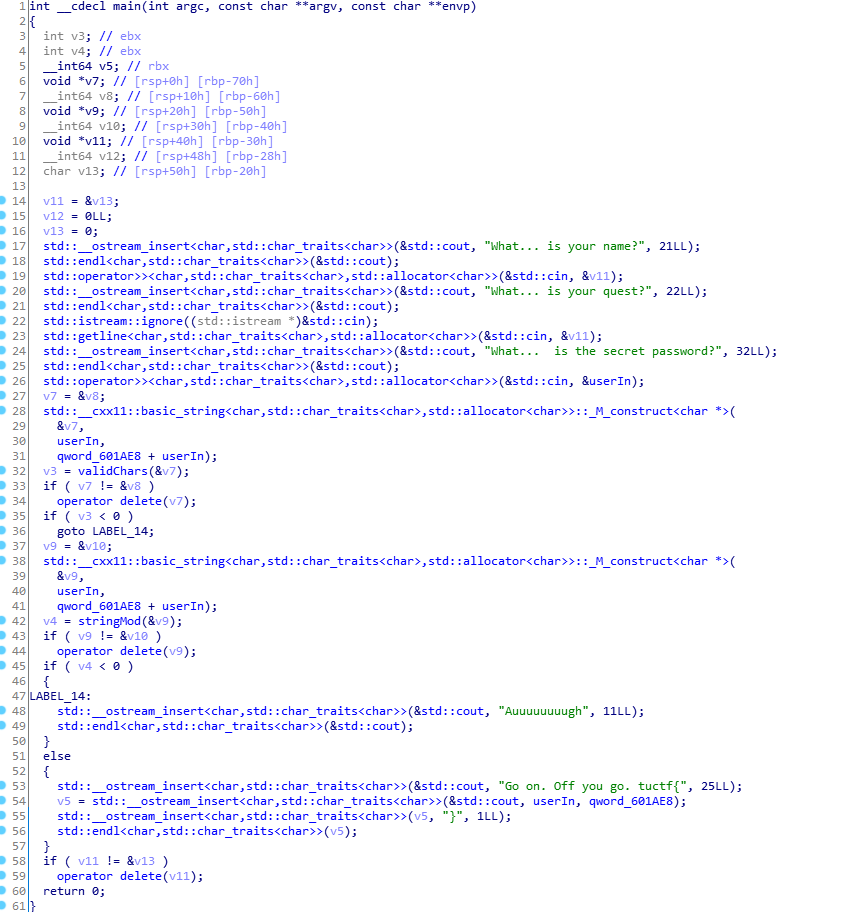 1 int __cdecl main(int argc, const char **argv, const char **envp)
2 {
3   int v3; // ebx
4   int v4; // ebx
5   __int64 v5; // rbx
6   void *v7; // [rsp+0h] [rbp-70h]
7   __int64 v8; // [rsp+10h] [rbp-60h]
8   void *v9; // [rsp+20h] [rbp-50h]
9   __int64 v10; // [rsp+30h] [rbp-40h]
10   void *v11; // [rsp+40h] [rbp-30h]
11   __int64 v12; // [rsp+48h] [rbp-28h]
12   char v13; // [rsp+50h] [rbp-20h]
13
14   v11 = &v13;
15   v12 = 0LL;
16   v13 = 0;
17   std::__ostream_insert<char,std::char_traits<char>>(&std::cout, "What... is your name?", 21LL);
18   std::endl<char,std::char_traits<char>>(&std::cout);
19   std::operator>><char,std::char_traits<char>,std::allocator<char>>(&std::cin, &v11);
20   std::__ostream_insert<char,std::char_traits<char>>(&std::cout, "What... is your quest?", 22LL);
21   std::endl<char,std::char_traits<char>>(&std::cout);
22   std::istream::ignore((std::istream *)&std::cin);
23   std::getline<char,std::char_traits<char>,std::allocator<char>>(&std::cin, &v11);
24   std::__ostream_insert<char,std::char_traits<char>>(&std::cout, "What...  is the secret password?", 32LL);
25   std::endl<char,std::char_traits<char>>(&std::cout);
26   std::operator>><char,std::char_traits<char>,std::allocator<char>>(&std::cin, &userIn);
27   v7 = &v8;
28   std::__cxx11::basic_string<char,std::char_traits<char>,std::allocator<char>>::_M_construct<char *>(
29     &v7,
30     userIn,
31     qword_601AE8 + userIn);
32   v3 = validChars(&v7);
33   if ( v7 != &v8 )
34     operator delete(v7);
35   if ( v3 < 0 )
36     goto LABEL_14;
37   v9 = &v10;
38   std::__cxx11::basic_string<char,std::char_traits<char>,std::allocator<char>>::_M_construct<char *>(
39     &v9,
40     userIn,
41     qword_601AE8 + userIn);
42   v4 = stringMod(&v9);
43   if ( v9 != &v10 )
44     operator delete(v9);
45   if ( v4 < 0 )
46   {
47 LABEL_14:
48     std::__ostream_insert<char,std::char_traits<char>>(&std::cout, "Auuuuuuuugh", 11LL);
49     std::endl<char,std::char_traits<char>>(&std::cout);
50   }
51   else
52   {
53     std::__ostream_insert<char,std::char_traits<char>>(&std::cout, "Go on. Off you go. tuctf{", 25LL);
54     v5 = std::__ostream_insert<char,std::char_traits<char>>(&std::cout, userIn, qword_601AE8);
55     std::__ostream_insert<char,std::char_traits<char>>(v5, "}", 1LL);
56     std::endl<char,std::char_traits<char>>(v5);
57   }
58   if ( v11 != &v13 )
59     operator delete(v11);
60   return 0;
61 }